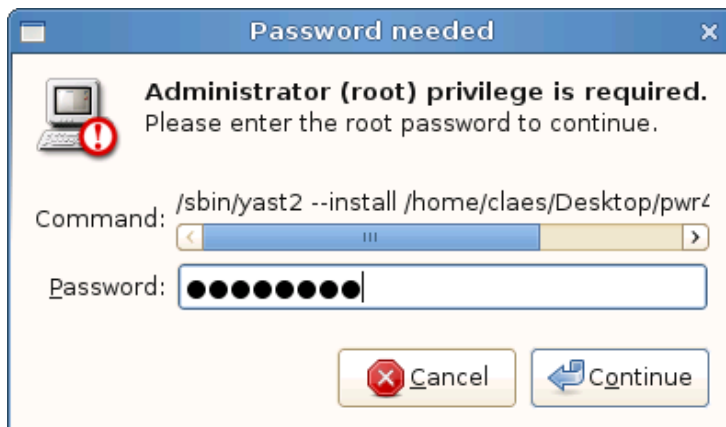 Password needed
Administrator (root) privilege is required.
Please enter the root password to continue.
Command: /sbin/yast2 --install /home/claes/Desktop/pwr4
Password: ●●●●●●●●
Cancel
Continue